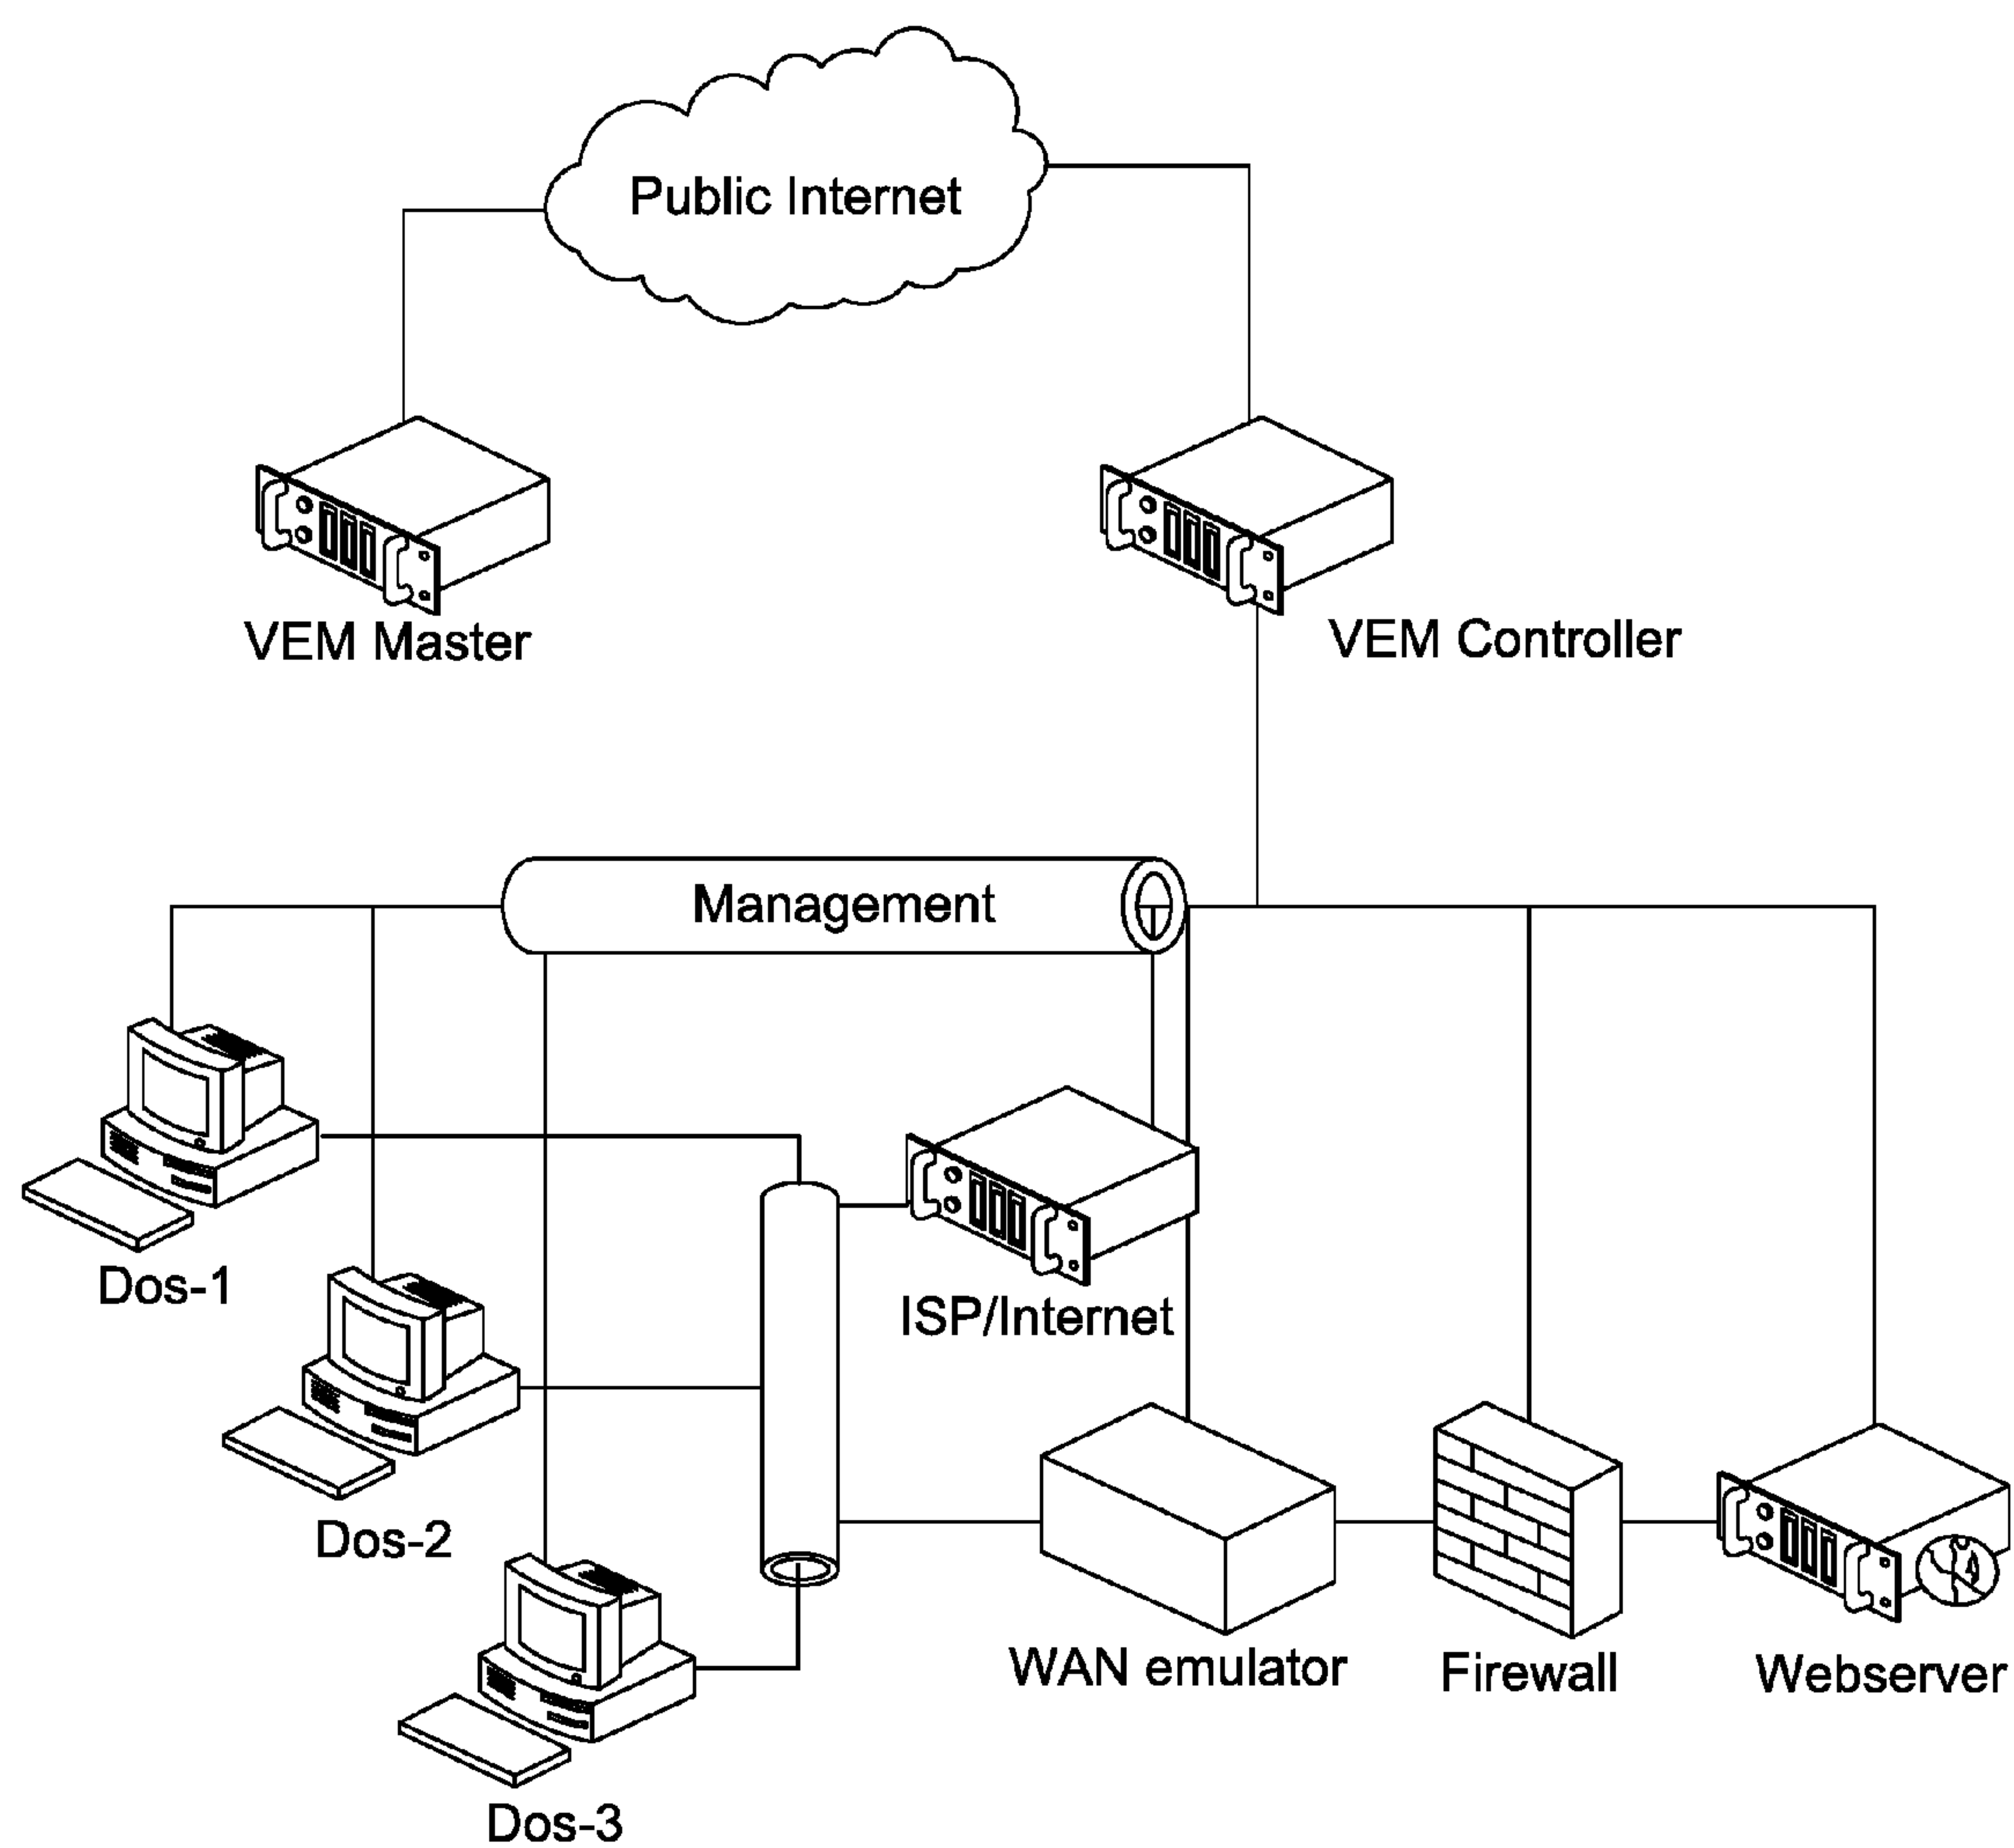 Public Internet
VEM Master
VEM Controller
Management
Dos-1
ISP/Internet
Dos-2
WAN emulator
Firewall
Webserver
Dos-3